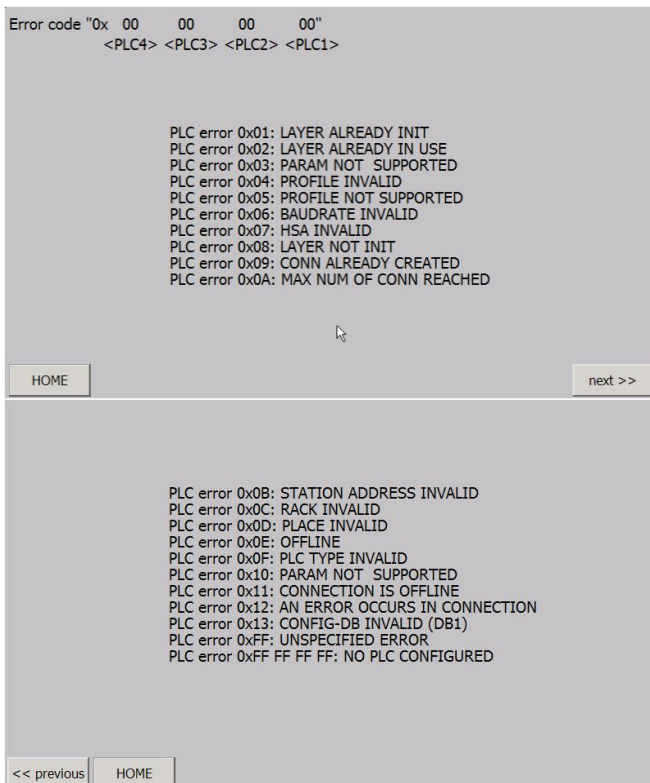 Error code "0x 00 00 00 00"
<PLC4> <PLC3> <PLC2> <PLC1>
PLC error 0x01: LAYER ALREADY INIT
PLC error 0x02: LAYER ALREADY IN USE
PLC error 0x03: PARAM NOT SUPPORTED
PLC error 0x04: PROFILE INVALID
PLC error 0x05: PROFILE NOT SUPPORTED
PLC error 0x06: BAUDRATE INVALID
PLC error 0x07: HSA INVALID
PLC error 0x08: LAYER NOT INIT
PLC error 0x09: CONN ALREADY CREATED
PLC error 0x0A: MAX NUM OF CONN REACHED
HOME next >>
PLC error 0x0B: STATION ADDRESS INVALID
PLC error 0x0C: RACK INVALID
PLC error 0x0D: PLACE INVALID
PLC error 0x0E: OFFLINE
PLC error 0x0F: PLC TYPE INVALID
PLC error 0x10: PARAM NOT SUPPORTED
PLC error 0x11: CONNECTION IS OFFLINE
PLC error 0x12: AN ERROR OCCURS IN CONNECTION
PLC error 0x13: CONFIG-DB INVALID (DB1)
PLC error 0xFF: UNSPECIFIED ERROR
PLC error 0xFF FF FF FF: NO PLC CONFIGURED
<< previous HOME